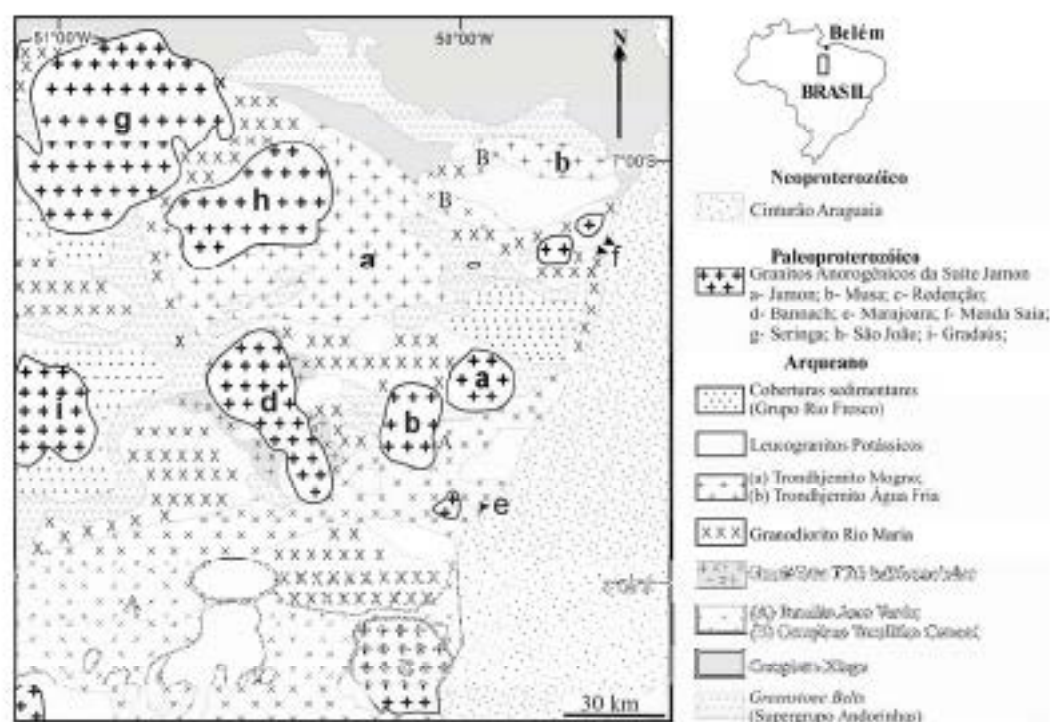 51°00'W
50°00'W
N
7°00'S
g
h
B
b
B
a
f
i
d
a
b
A
e
A
30 km
Belém
BRASIL
Neoproterozóico
Cinturão Araguaia
Paleoproterozóico
Granitos Anorogênicos da Suíte Jamon
a- Jamon; b- Musa; c- Redenção;
d- Bannach; e- Marajoara; f- Manda Saia;
g- Seringa; h- São João; i- Gradaús;
Arqueano
Coberturas sedimentares
(Grupo Rio Fresco)
Leucogranitos Potássicos
(a) Trondhjemito Mogno;
(b) Trondhjemito Água Fria
Granodiorito Rio Maria
Complexo Xingu
Greenstone Belts
(Supergrupo Andorinhas)